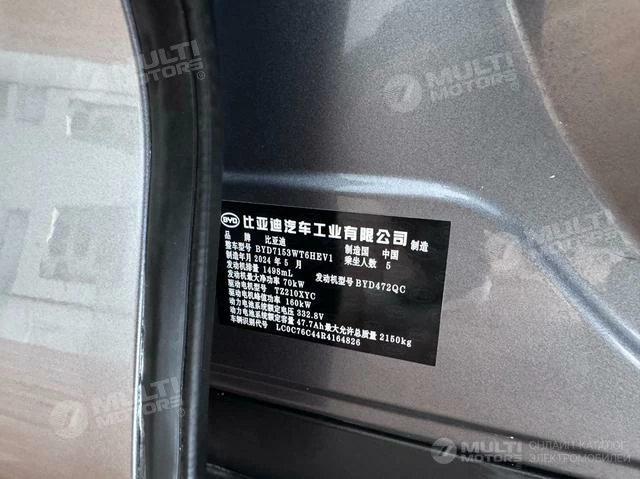 MULTI MOTORS
MULTI MOTORS
MULTI MOTORS
BYD 比亚迪汽车工业有限公司 制造
品 牌 比亚迪 制造国 中国
整车型号 BYD7153WT6HEV1 乘坐人数 5
制造年月 2024 年 5 月
发动机排量 1498mL 发动机型号 BYD472QC
发动机最大净功率 70kW
驱动电机型号 TZ210XYC
驱动电机峰值功率 160kW
动力电池系统额定电压 332.8V
动力电池系统额定容量 47.7Ah 最大允许总质量 2150kg
车辆识别代号 LC0C76C44R4164826
MULTI MOTORS
MULTI MOTORS
MULTI MOTORS ОНЛАЙН-КАТАЛОГ ЭЛЕКТРОМОБИЛЕЙ